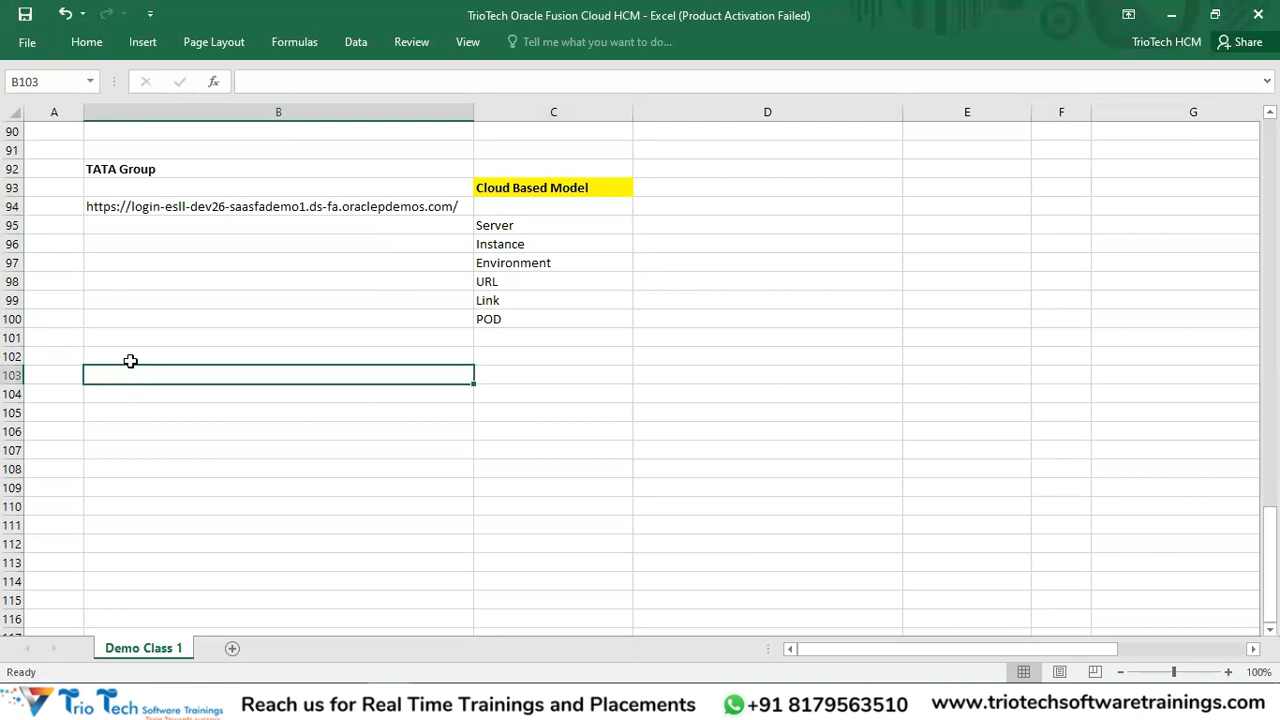 TrioTech Oracle Fusion Cloud HCM - Excel (Product Activation Failed)
File Home Insert Page Layout Formulas Data Review View Tell me what you want to do... TrioTech HCM Share
B103 fx
A B C D E F G
90
91
92 TATA Group
93 Cloud Based Model
94 https://login-esll-dev26-saasfademo1.ds-fa.oraclepdemos.com/
95 Server
96 Instance
97 Environment
98 URL
99 Link
100 POD
101
102
103
104
105
106
107
108
109
110
111
112
113
114
115
116
117
Demo Class 1
Ready 100%
Trio Tech Software Trainings
Train Towards success
Reach us for Real Time Trainings and Placements +91 8179563510 www.triotechsoftwaretrainings.com